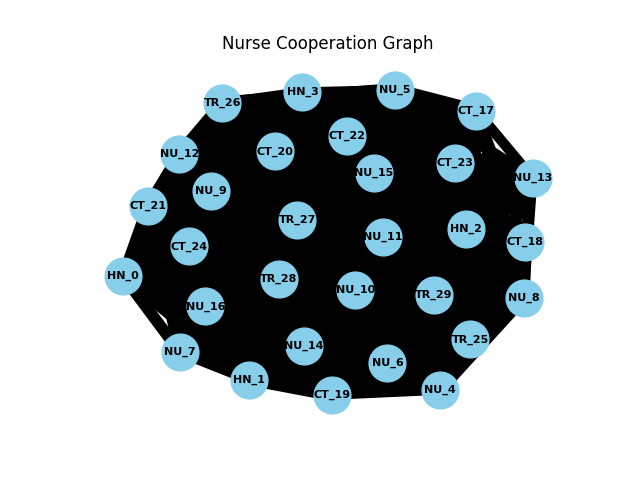 Nurse Cooperation Graph
HN_3
NU_5
TR_26
CT_17
CT_22
CT_20
NU_12
CT_23
NU_15
NU_13
NU_9
CT_21
TR_27
HN_2
NU_11
CT_18
CT_24
HN_0
TR_28
NU_10
TR_29
NU_8
NU_16
TR_25
NU_14
NU_7
NU_6
HN_1
NU_4
CT_19